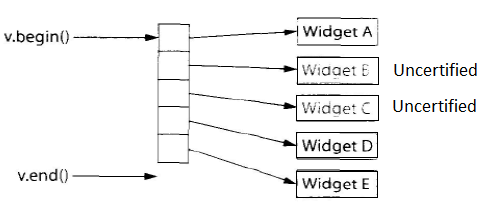 v.begin()
Widget A
Widget B Uncertified
Widget C Uncertified
Widget D
v.end()
Widget E